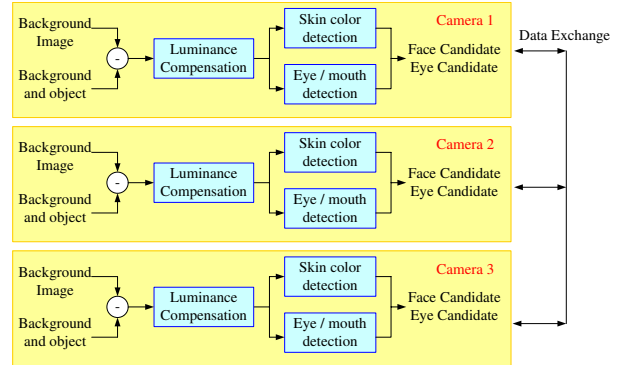 Background
Image
Background
and object
-
Luminance
Compensation
Skin color
detection
Eye / mouth
detection
Camera 1
Face Candidate
Eye Candidate
Data Exchange
Background
Image
Background
and object
-
Luminance
Compensation
Skin color
detection
Eye / mouth
detection
Camera 2
Face Candidate
Eye Candidate
Background
Image
Background
and object
-
Luminance
Compensation
Skin color
detection
Eye / mouth
detection
Camera 3
Face Candidate
Eye Candidate